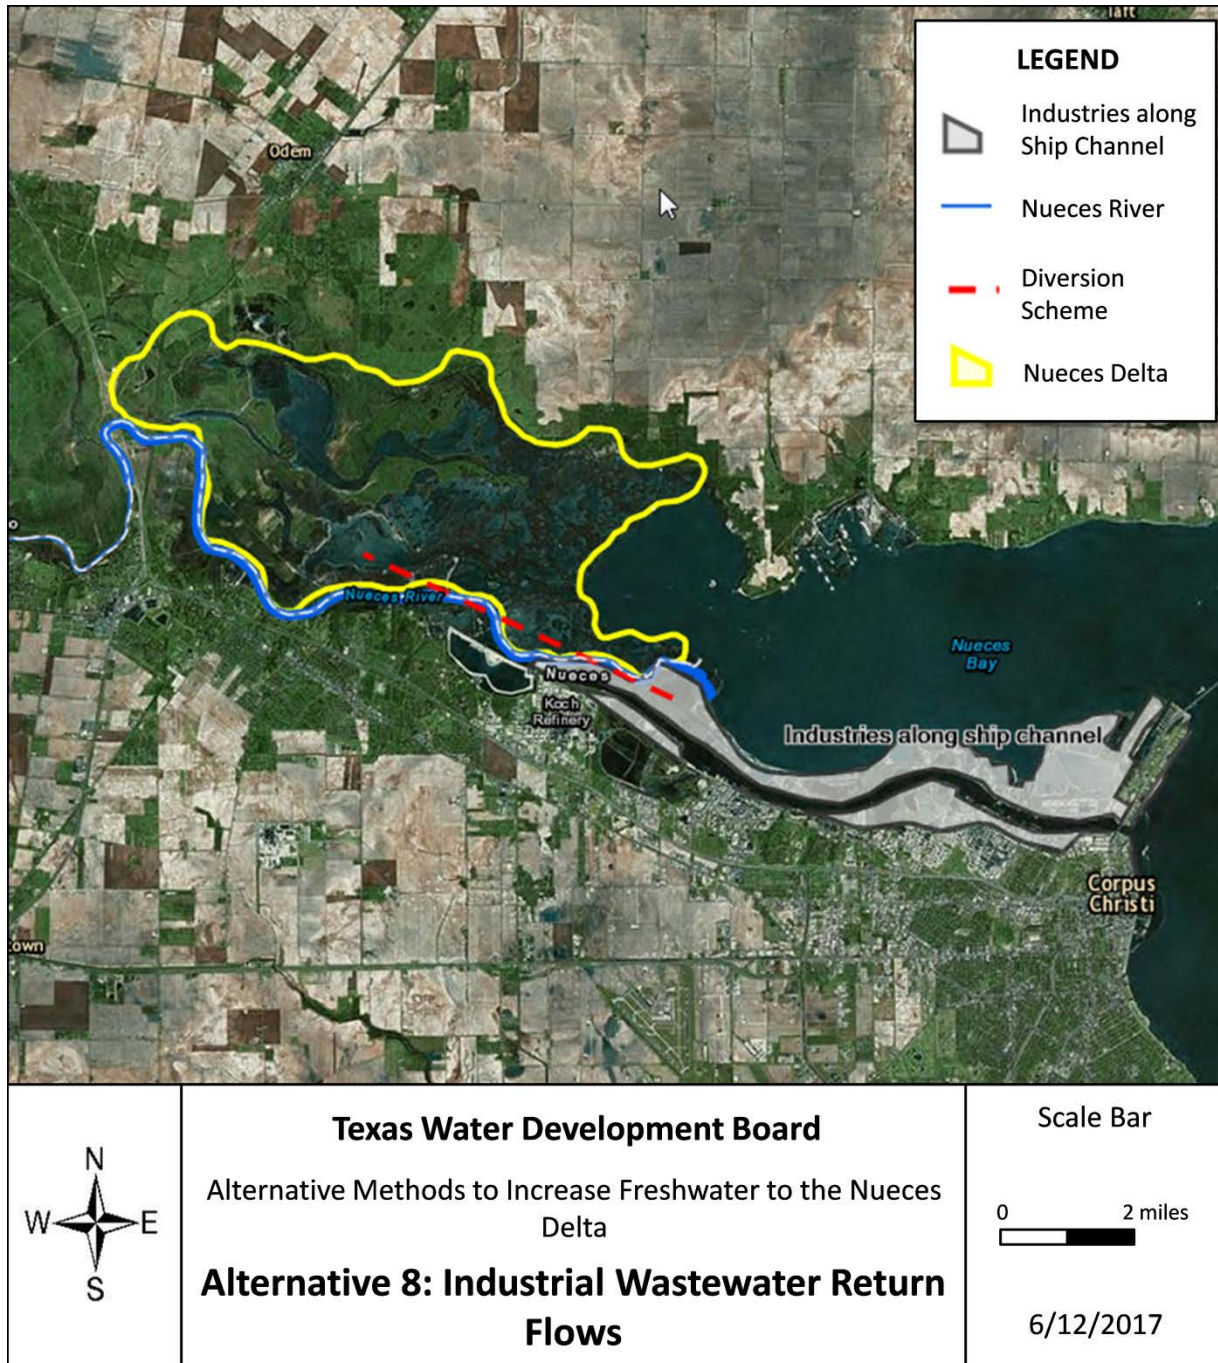 Taft
LEGEND
Industries along
Ship Channel
Nueces River
Diversion
Scheme
Nueces Delta
Odem
o
Nueces River
Nueces
Bay
Nueces
Koch
Refinery
Industries along ship channel
Corpus
Christi
town
N
W E
S
Texas Water Development Board
Alternative Methods to Increase Freshwater to the Nueces
Delta
Alternative 8: Industrial Wastewater Return
Flows
Scale Bar
0 2 miles
6/12/2017